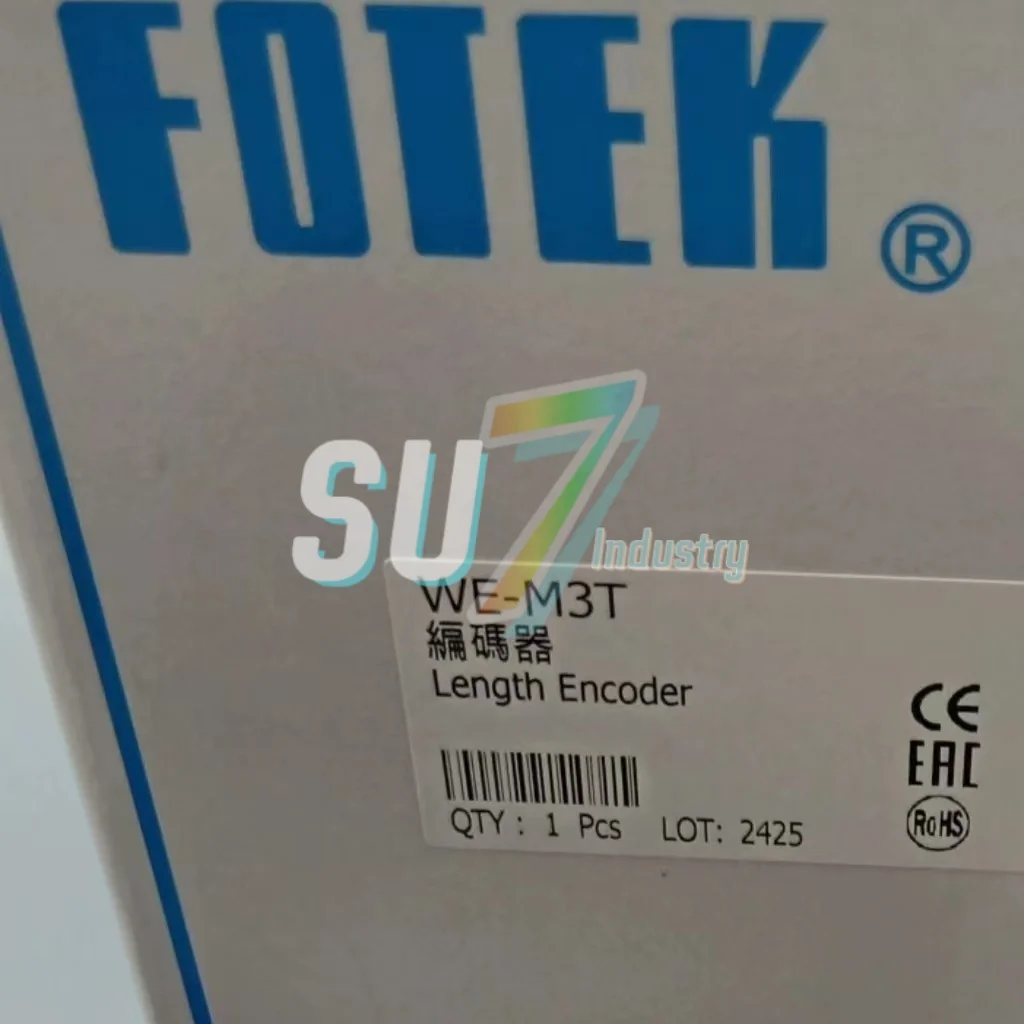 FOTEK®
SU7 Industry
WE-M3T
編碼器
Length Encoder
QTY : 1 Pcs LOT: 2425
CE
EAC
RoHS